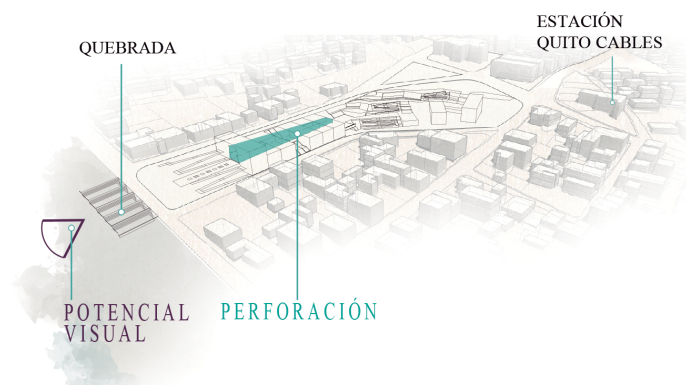 ESTACIÓN
QUITO CABLES
QUEBRADA
POTENCIAL
VISUAL
PERFORACIÓN